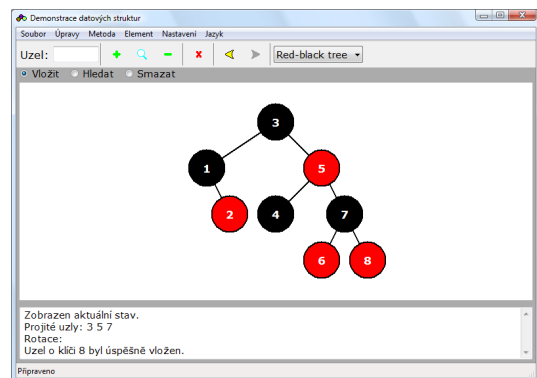 Demonstrace datových struktur
Soubor Úpravy Metoda Element Nastavení Jazyk
Uzel: Red-black tree
Vložit Hledat Smazat
3
1 5
2 4 7
6 8
Zobrazen aktuální stav.
Projité uzly: 3 5 7
Rotace:
Uzel o klíči 8 byl úspěšně vložen.
Připraveno